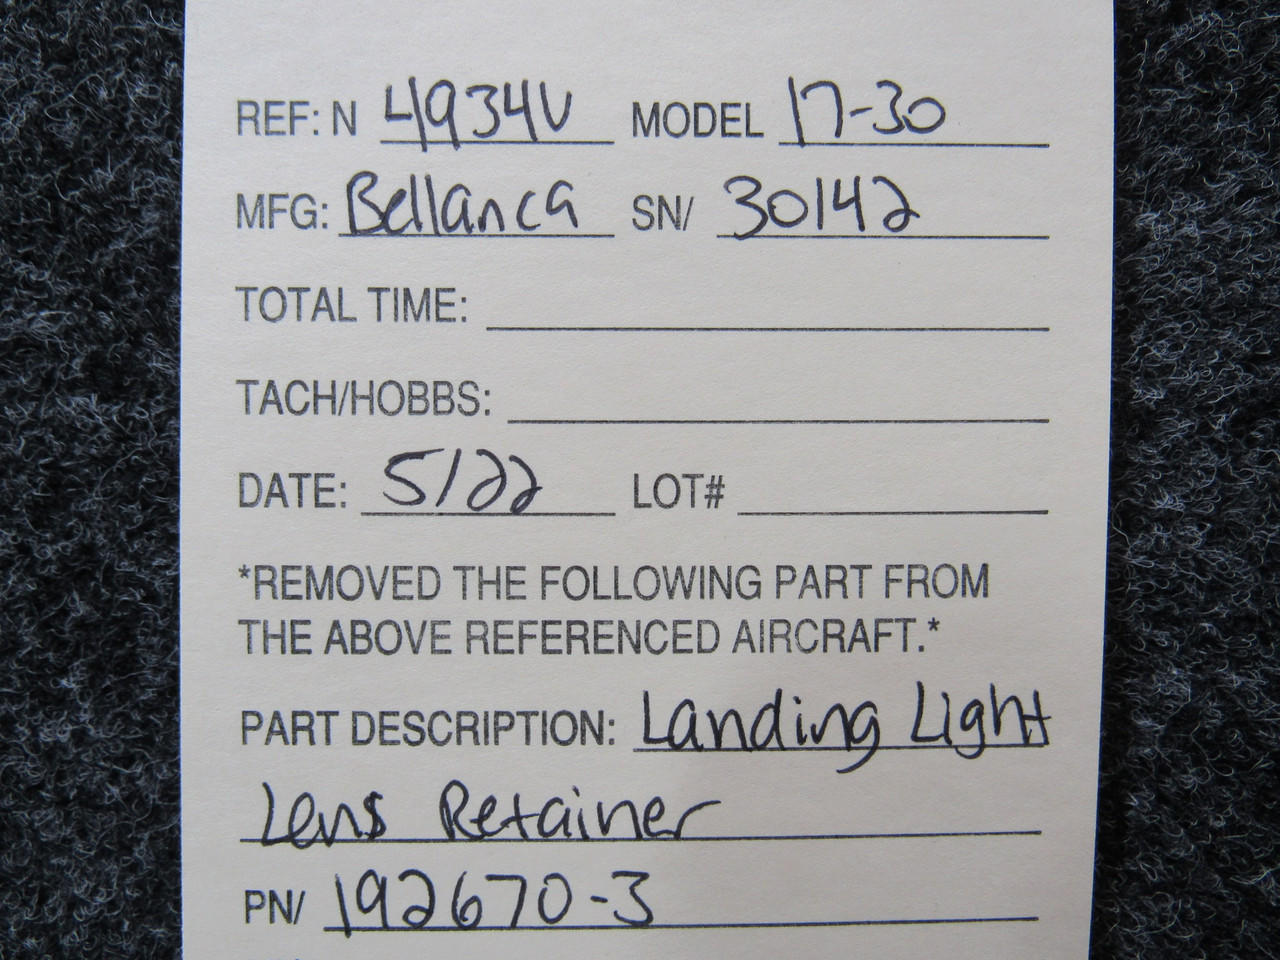 REF: N 4934V MODEL 17-30
MFG: Bellanca SN/ 30142
TOTAL TIME:
TACH/HOBBS:
DATE: 5/22 LOT#
*REMOVED THE FOLLOWING PART FROM
THE ABOVE REFERENCED AIRCRAFT.*
PART DESCRIPTION: Landing Light
Lens Retainer
PN/ 192670-3